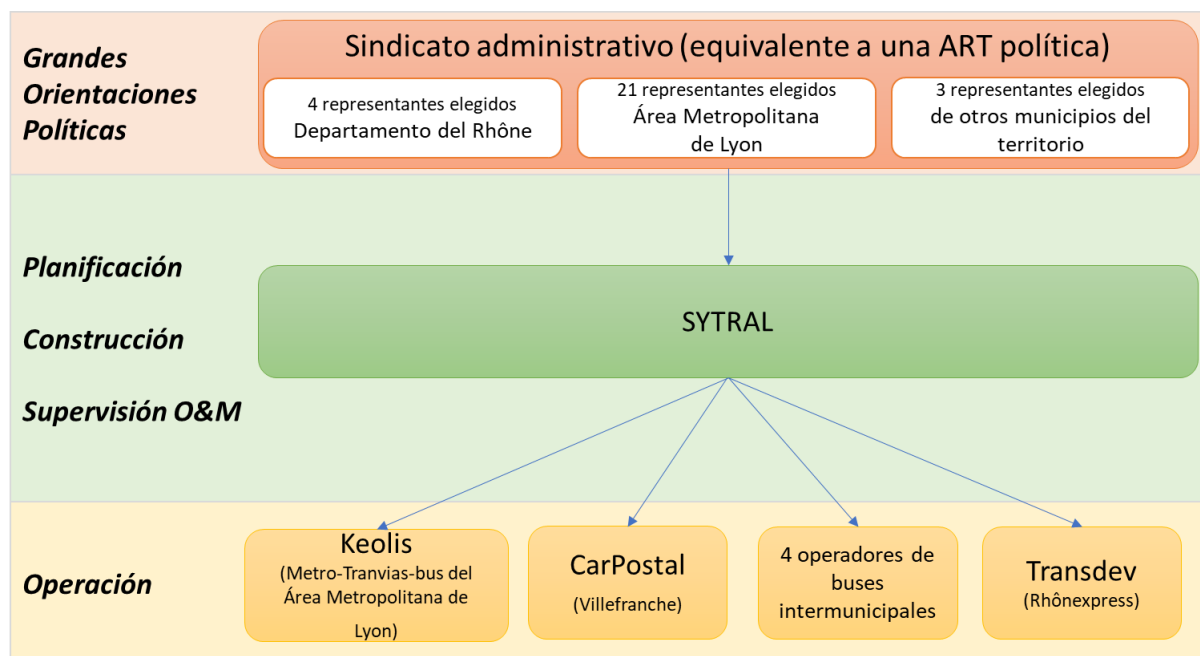 Grandes
Orientaciones
Políticas
Sindicato administrativo (equivalente a una ART política)
4 representantes elegidos
Departamento del Rhône
21 representantes elegidos
Área Metropolitana
de Lyon
3 representantes elegidos
de otros municipios del
territorio
Planificación
Construcción
Supervisión O&M
SYTRAL
Operación
Keolis
(Metro-Tranvias-bus del
Área Metropolitana de
Lyon)
CarPostal
(Villefranche)
4 operadores de
buses
intermunicipales
Transdev
(Rhônexpress)